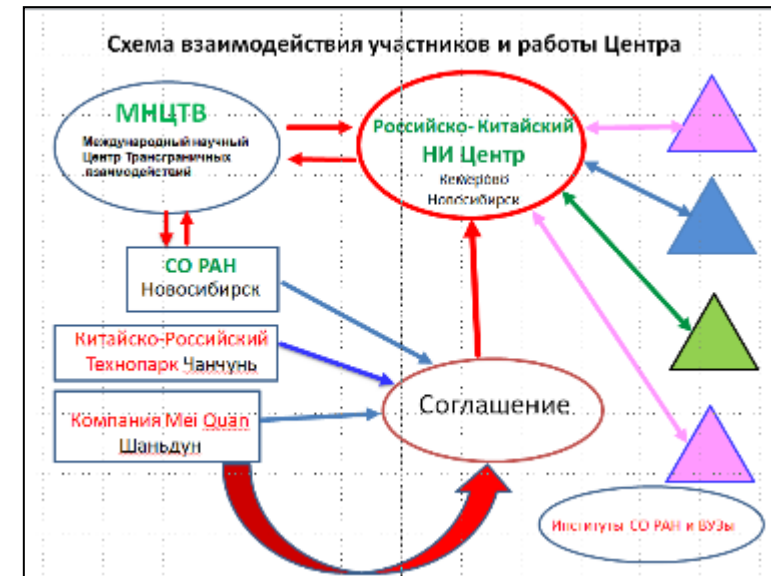 Схема взаимодействия участников и работы Центра
МНЦТВ
Международный научный
Центр Трансграничных
взаимодействий
Российско- Китайский
НИ Центр
Кемерово
Новосибирск
СО РАН
Новосибирск
Китайско-Российский
Технопарк Чанчунь
Компания Mei Quan
Шаньдун
Соглашение
Институты СО РАН и ВУЗы